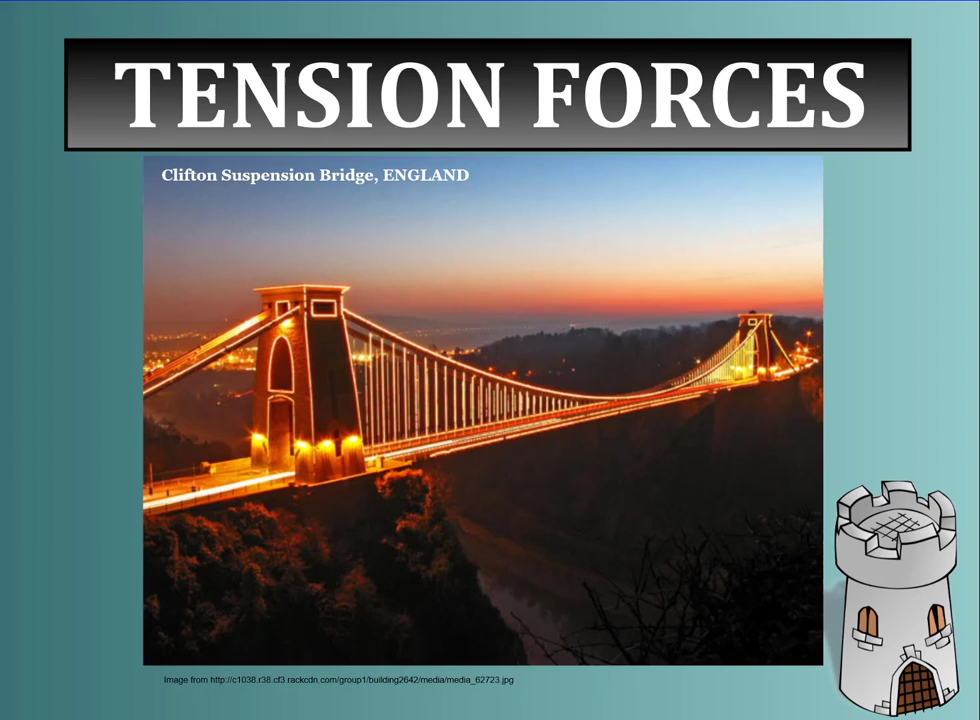 TENSION FORCES
Clifton Suspension Bridge, ENGLAND
Image from http://c1038.r38.cf3.rackcdn.com/group1/building2642/media/media_62723.jpg